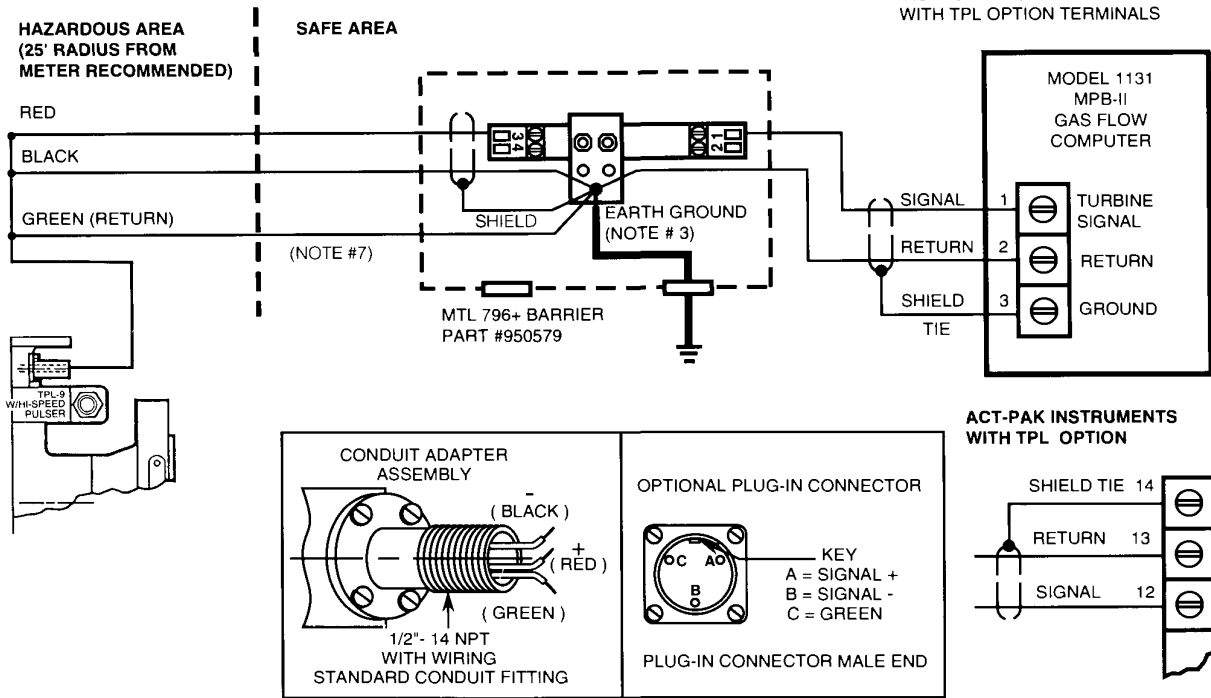 WITH TPL OPTION TERMINALS
HAZARDOUS AREA
(25' RADIUS FROM
METER RECOMMENDED)
SAFE AREA
RED
BLACK
GREEN (RETURN)
(NOTE #7)
3
4
1
2
SHIELD
EARTH GROUND
(NOTE # 3)
MTL 796+ BARRIER
PART #950579
MODEL 1131
MPB-II
GAS FLOW
COMPUTER
SIGNAL 1
TURBINE
SIGNAL
RETURN 2
RETURN
SHIELD 3
TIE
GROUND
TPL-9
W/HI-SPEED
PULSER
CONDUIT ADAPTER
ASSEMBLY
-
( BLACK )
+
( RED )
( GREEN )
1/2"- 14 NPT
WITH WIRING
STANDARD CONDUIT FITTING
OPTIONAL PLUG-IN CONNECTOR
C
A
B
KEY
A = SIGNAL +
B = SIGNAL -
C = GREEN
PLUG-IN CONNECTOR MALE END
ACT-PAK INSTRUMENTS
WITH TPL OPTION
SHIELD TIE 14
RETURN 13
SIGNAL 12